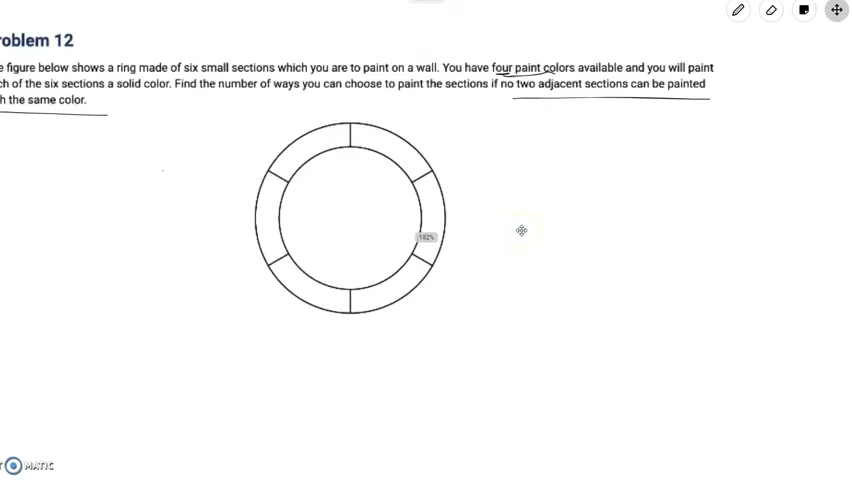 roblem 12
e figure below shows a ring made of six small sections which you are to paint on a wall. You have four paint colors available and you will paint
ch of the six sections a solid color. Find the number of ways you can choose to paint the sections if no two adjacent sections can be painted
h the same color.
182%
MATIC